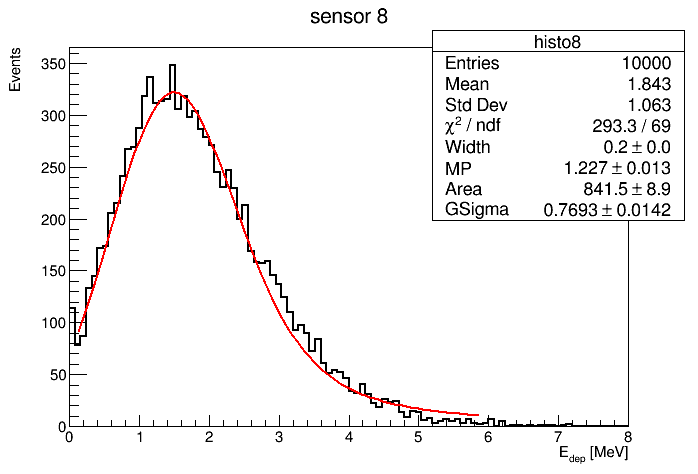 sensor 8
histo8
Entries 10000
Mean 1.843
Std Dev 1.063
χ² / ndf 293.3 / 69
Width 0.2 ± 0.0
MP 1.227 ± 0.013
Area 841.5 ± 8.9
GSigma 0.7693 ± 0.0142
Events
350
300
250
200
150
100
50
0
0 1 2 3 4 5 6 7 8
E_dep [MeV]